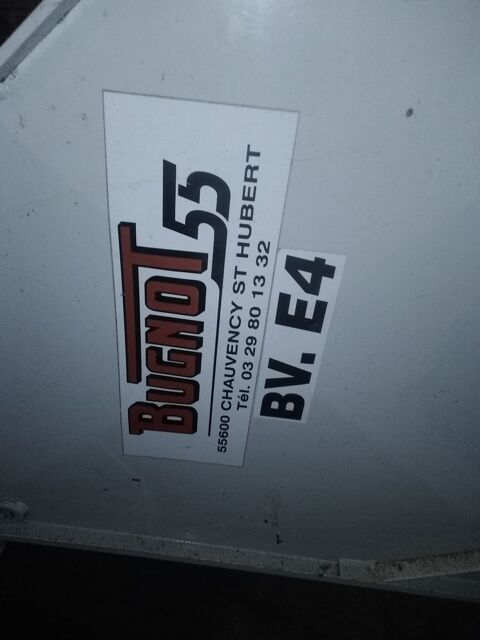 BUGNOT 55
55600 CHAUVENCY ST HUBERT
Tél. 03 29 80 13 32
BV. E4